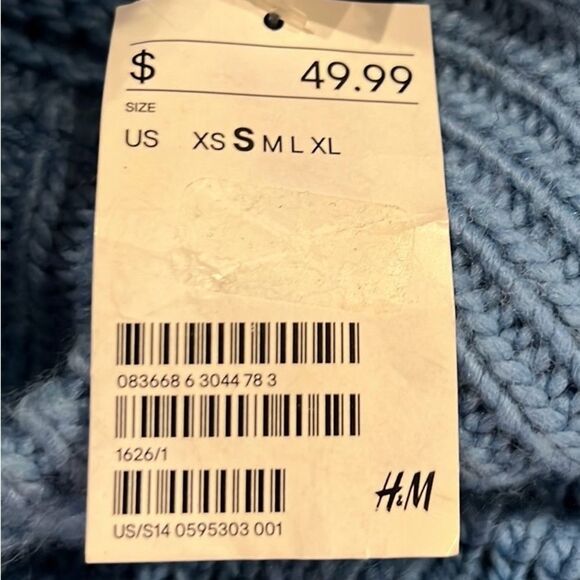 $ 49.99
SIZE
US XS S M L XL
083668 6 3044 78 3
1626/1
H&M
US/S14 0595303 001